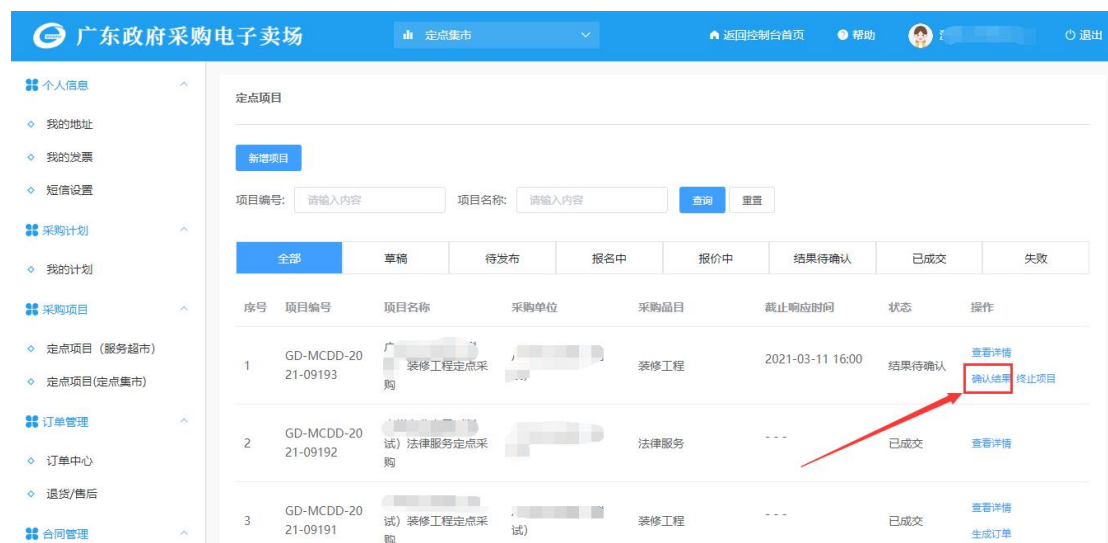 广东政府采购电子卖场
定点集市
返回控制台首页
帮助
退出
个人信息
我的地址
我的发票
短信设置
采购计划
我的计划
采购项目
定点项目（服务超市）
定点项目(定点集市)
订单管理
订单中心
退货/售后
合同管理
定点项目
新增项目
项目编号: 请输入内容 项目名称: 请输入内容 查询 重置
全部 草稿 待发布 报名中 报价中 结果待确认 已成交 失败
序号 项目编号 项目名称 采购单位 采购品目 截止响应时间 状态 操作
1 GD-MCDD-20
21-09193
装修工程定点采
购
装修工程 2021-03-11 16:00 结果待确认
查看详情
确认结果 终止项目
2 GD-MCDD-20
21-09192
试）法律服务定点采
购
法律服务 - - - 已成交 查看详情
3 GD-MCDD-20
21-09191
试）装修工程定点采
购
试）
装修工程 - - - 已成交
查看详情
生成订单